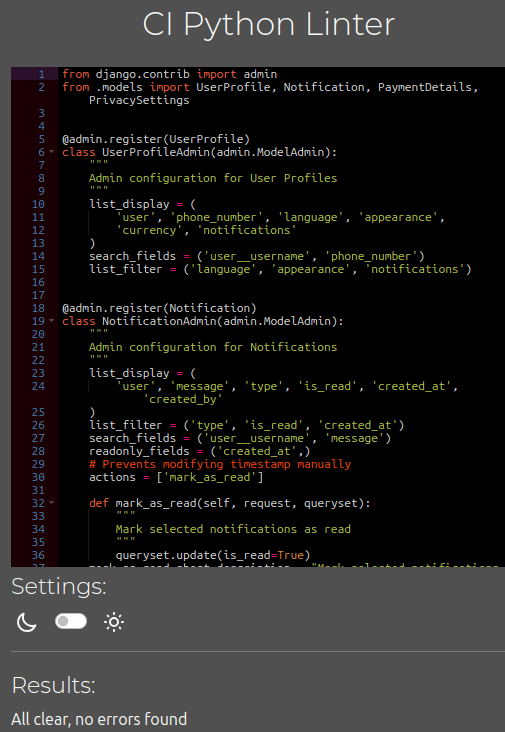 CI Python Linter
1 from django.contrib import admin
2 from .models import UserProfile, Notification, PaymentDetails,
PrivacySettings
3
4
5 @admin.register(UserProfile)
6 class UserProfileAdmin(admin.ModelAdmin):
7 """
8 Admin configuration for User Profiles
9 """
10 list_display = (
11 'user', 'phone_number', 'language', 'appearance',
12 'currency', 'notifications'
13 )
14 search_fields = ('user__username', 'phone_number')
15 list_filter = ('language', 'appearance', 'notifications')
16
17
18 @admin.register(Notification)
19 class NotificationAdmin(admin.ModelAdmin):
20 """
21 Admin configuration for Notifications
22 """
23 list_display = (
24 'user', 'message', 'type', 'is_read', 'created_at',
'created_by'
25 )
26 list_filter = ('type', 'is_read', 'created_at')
27 search_fields = ('user__username', 'message')
28 readonly_fields = ('created_at',)
29 # Prevents modifying timestamp manually
30 actions = ['mark_as_read']
31
32 def mark_as_read(self, request, queryset):
33 """
34 Mark selected notifications as read
35 """
36 queryset.update(is_read=True)
37 mark_as_read.short_description = "Mark selected notifications
Settings:
Results:
All clear, no errors found